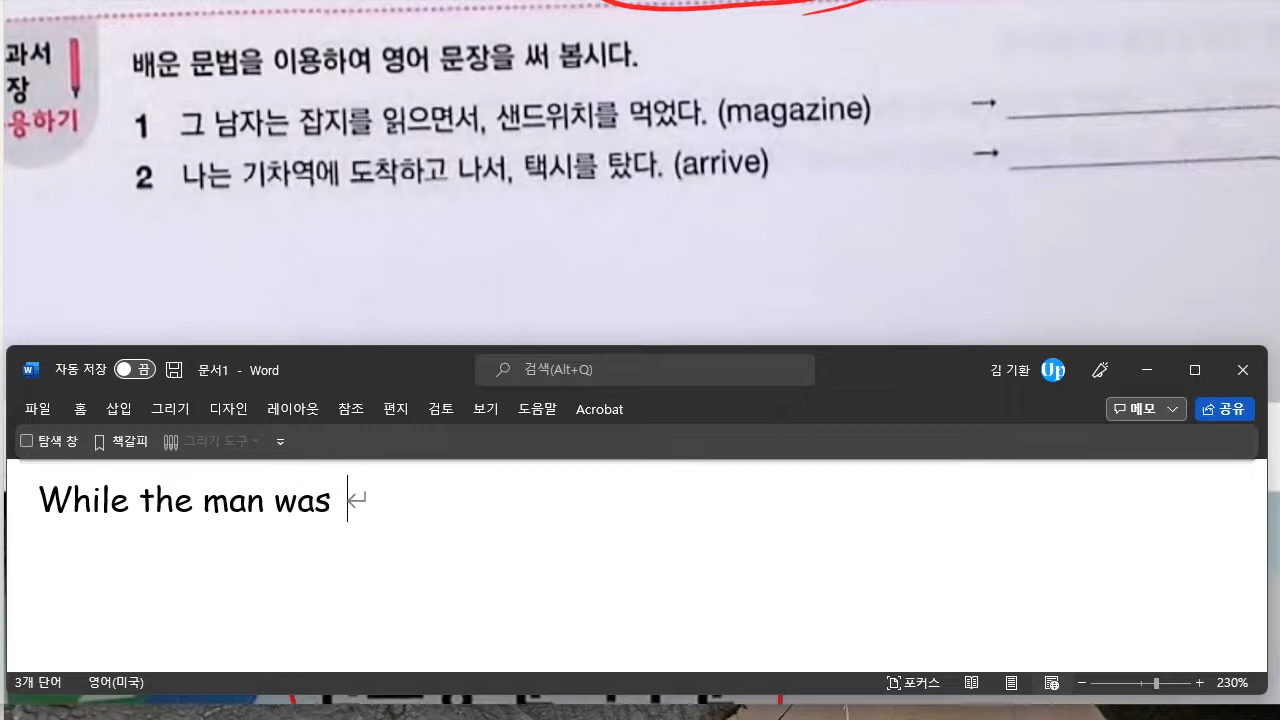 과서
장
용하기
배운 문법을 이용하여 영어 문장을 써 봅시다.
1 그 남자는 잡지를 읽으면서, 샌드위치를 먹었다. (magazine) →
2 나는 기차역에 도착하고 나서, 택시를 탔다. (arrive) →
자동 저장 끔 문서1 - Word 검색(Alt+Q) 김 기환 Up
파일 홈 삽입 그리기 디자인 레이아웃 참조 편지 검토 보기 도움말 Acrobat 메모 공유
탐색 창 책갈피 그리기 도구
While the man was
3개 단어 영어(미국) 포커스 230%